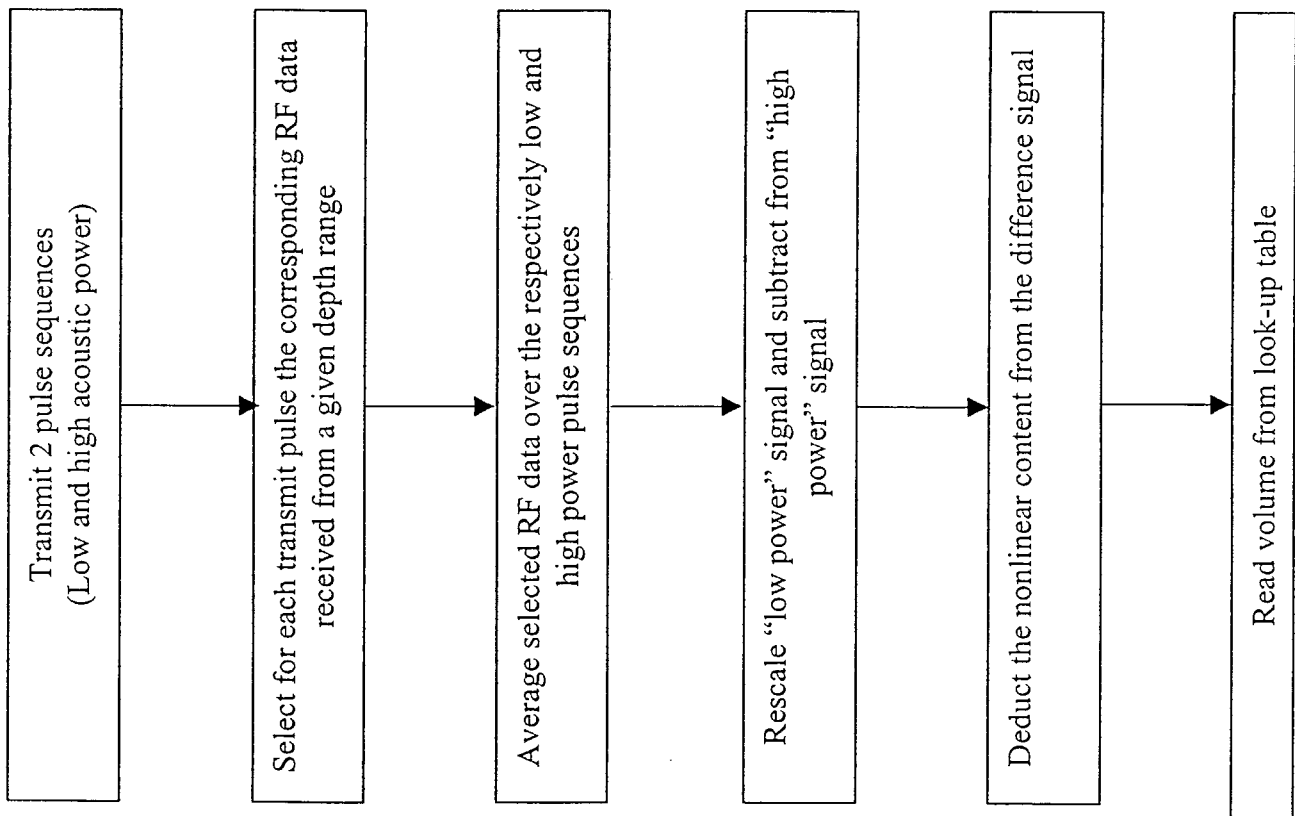 Transmit 2 pulse sequences
(Low and high acoustic power)
Select for each transmit pulse the corresponding RF data
received from a given depth range
Average selected RF data over the respectively low and
high power pulse sequences
Rescale “low power” signal and subtract from “high
power” signal
Deduct the nonlinear content from the difference signal
Read volume from look-up table